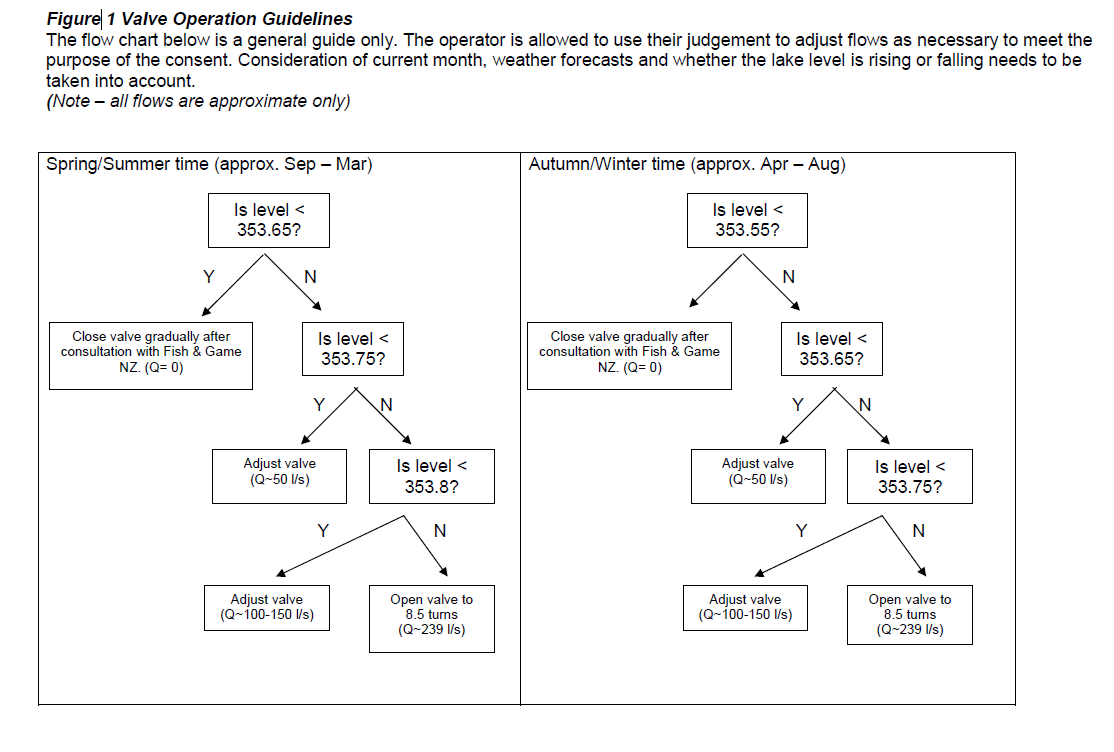 Figure 1 Valve Operation Guidelines
The flow chart below is a general guide only. The operator is allowed to use their judgement to adjust flows as necessary to meet the
purpose of the consent. Consideration of current month, weather forecasts and whether the lake level is rising or falling needs to be
taken into account.
(Note – all flows are approximate only)
Spring/Summer time (approx. Sep – Mar)
Is level <
353.65?
Y
N
Close valve gradually after
consultation with Fish & Game
NZ. (Q= 0)
Is level <
353.75?
Y
N
Adjust valve
(Q~50 l/s)
Is level <
353.8?
Y
N
Adjust valve
(Q~100-150 l/s)
Open valve to
8.5 turns
(Q~239 l/s)
Autumn/Winter time (approx. Apr – Aug)
Is level <
353.55?
N
Close valve gradually after
consultation with Fish & Game
NZ. (Q= 0)
Is level <
353.65?
Y
N
Adjust valve
(Q~50 l/s)
Is level <
353.75?
Y
N
Adjust valve
(Q~100-150 l/s)
Open valve to
8.5 turns
(Q~239 l/s)